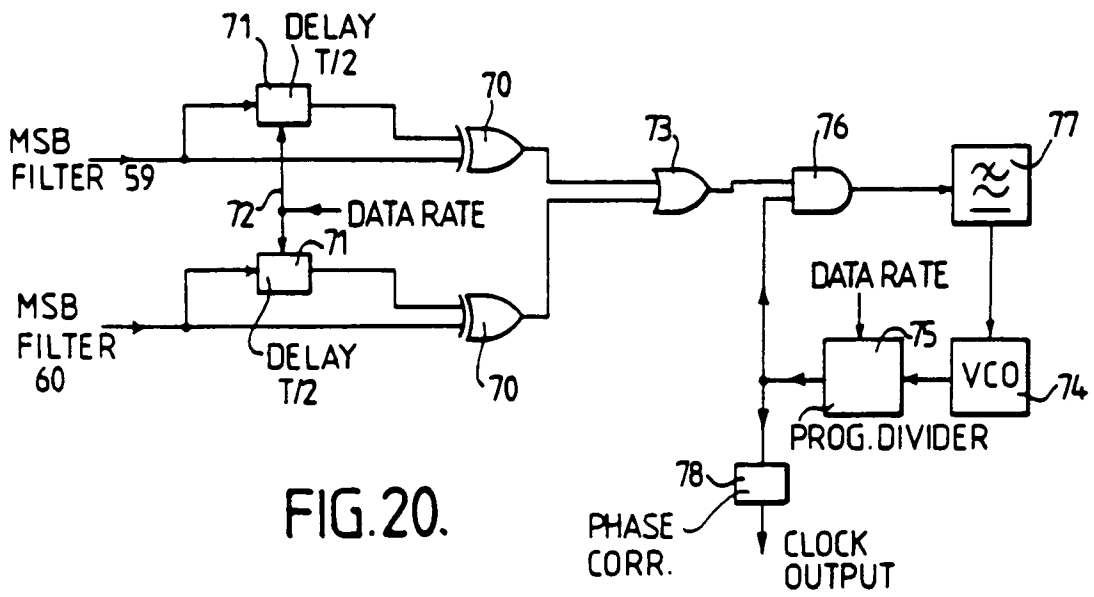 71
DELAY
T/2
70
MSB
FILTER 59
72
DATA RATE
71
MSB
FILTER
60
DELAY
T/2
70
73
76
77
DATA RATE
75
VCO
74
PROG. DIVIDER
78
PHASE
CORR.
CLOCK
OUTPUT
FIG.20.